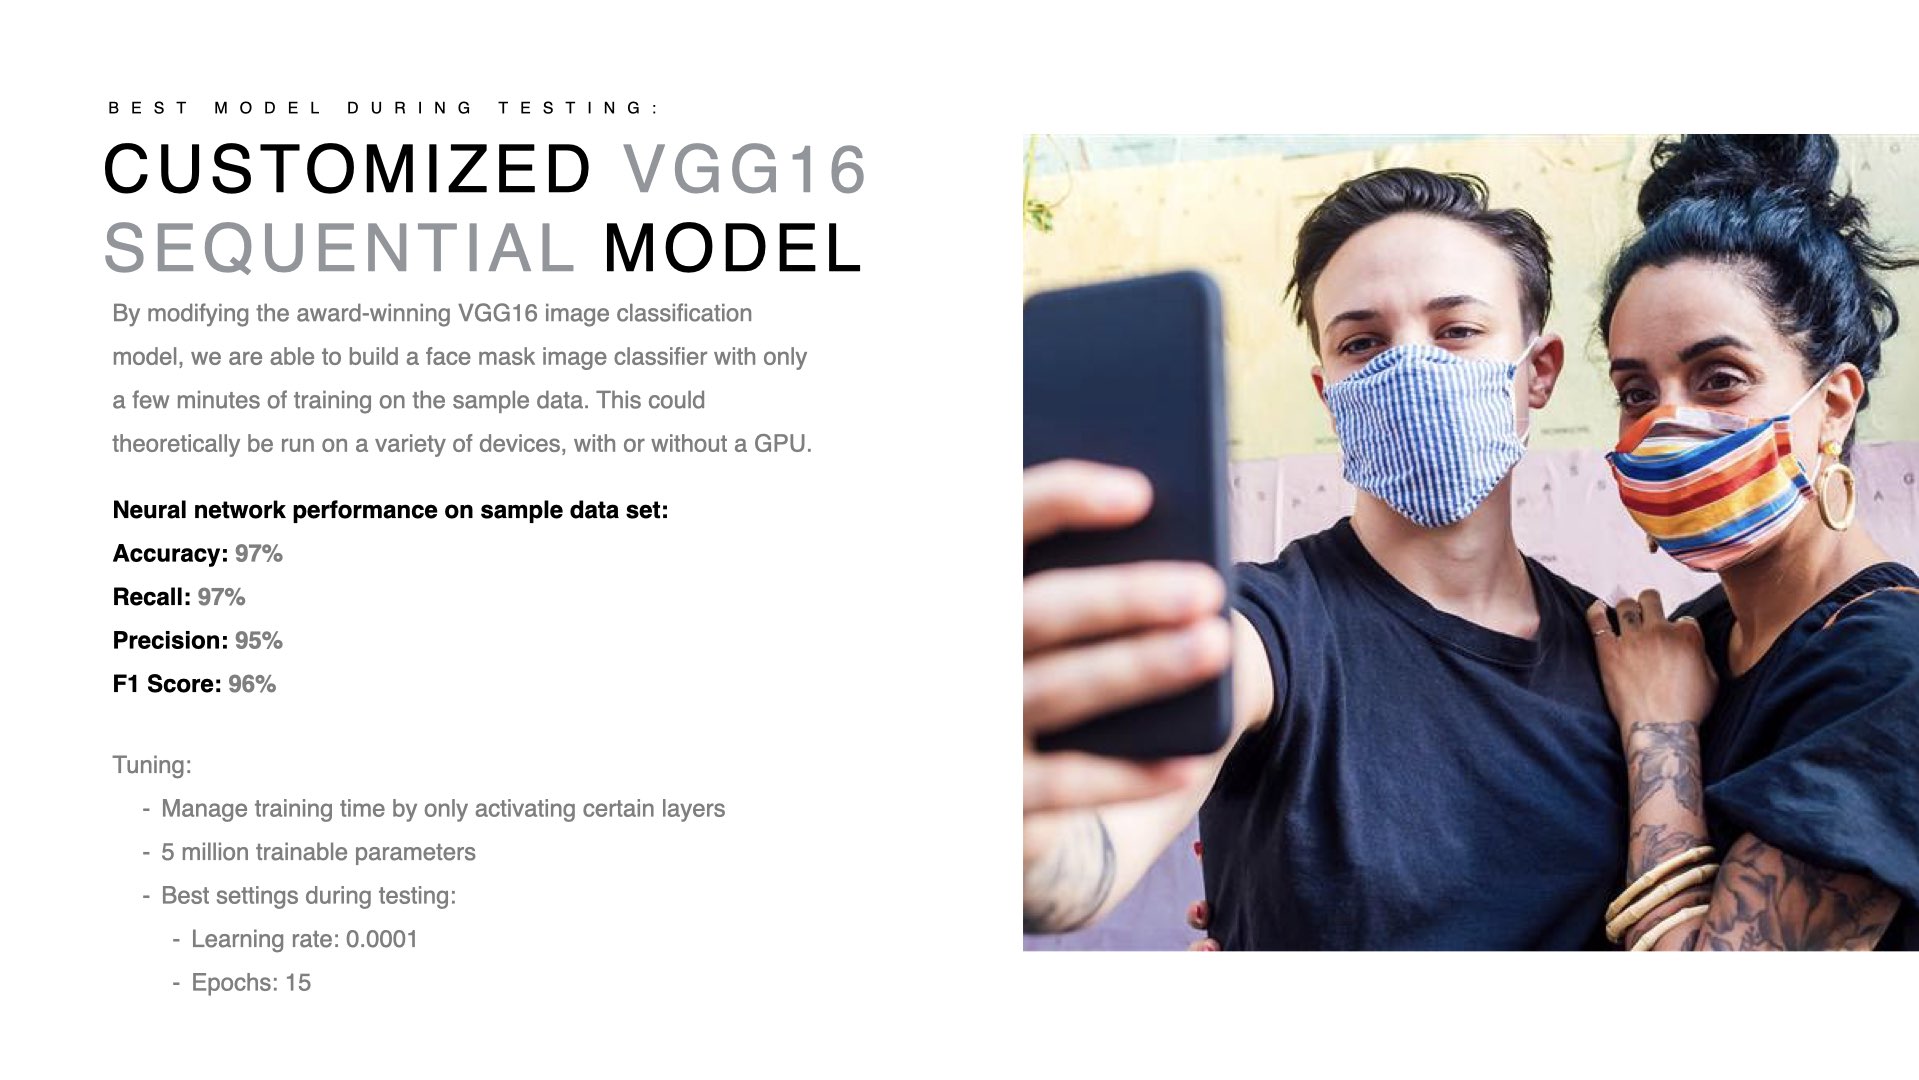 BEST MODEL DURING TESTING:
CUSTOMIZED VGG16
SEQUENTIAL MODEL
By modifying the award-winning VGG16 image classification
model, we are able to build a face mask image classifier with only
a few minutes of training on the sample data. This could
theoretically be run on a variety of devices, with or without a GPU.
Neural network performance on sample data set:
Accuracy: 97%
Recall: 97%
Precision: 95%
F1 Score: 96%
Tuning:
- Manage training time by only activating certain layers
- 5 million trainable parameters
- Best settings during testing:
- Learning rate: 0.0001
- Epochs: 15